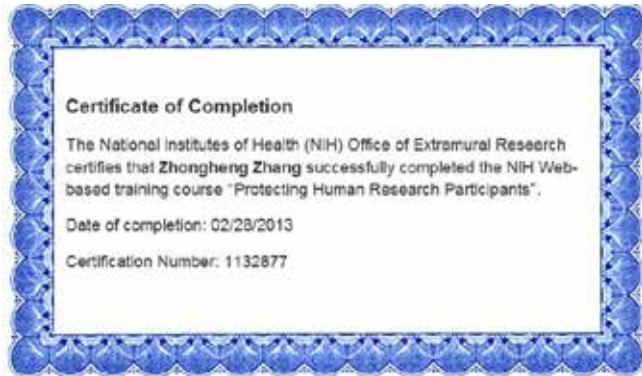 Certificate of Completion
The National Institutes of Health (NIH) Office of Extramural Research
certifies that Zhongheng Zhang successfully completed the NIH Web-
based training course "Protecting Human Research Participants".
Date of completion: 02/28/2013
Certification Number: 1132877